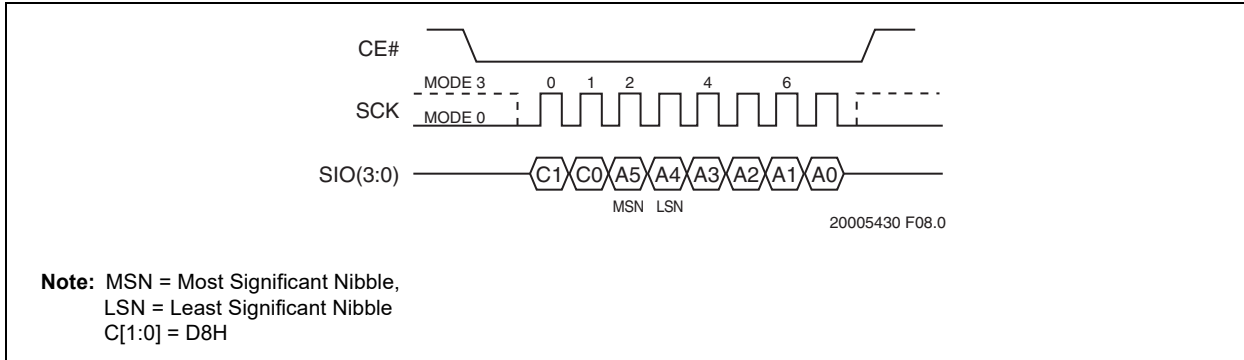 CE#
MODE 3 0 1 2 4 6
SCK
MODE 0
SIO(3:0) C1 C0 A5 A4 A3 A2 A1 A0
MSN LSN
20005430 F08.0
Note: MSN = Most Significant Nibble,
LSN = Least Significant Nibble
C[1:0] = D8H